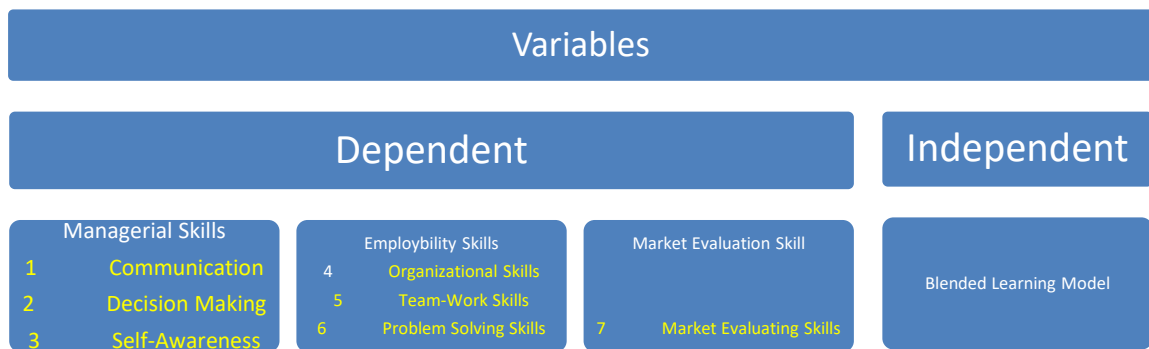 Variables
Dependent
Independent
Managerial Skills
1 Communication
2 Decision Making
3 Self-Awareness
Employbility Skills
4 Organizational Skills
5 Team-Work Skills
6 Problem Solving Skills
Market Evaluation Skill
7 Market Evaluating Skills
Blended Learning Model